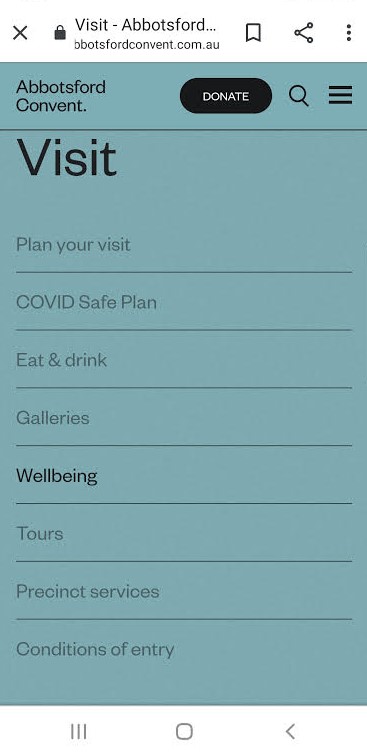 Visit - Abbotsford...
bbotsfordconvent.com.au
Abbotsford
Convent.
DONATE
Visit
Plan your visit
COVID Safe Plan
Eat & drink
Galleries
Wellbeing
Tours
Precinct services
Conditions of entry